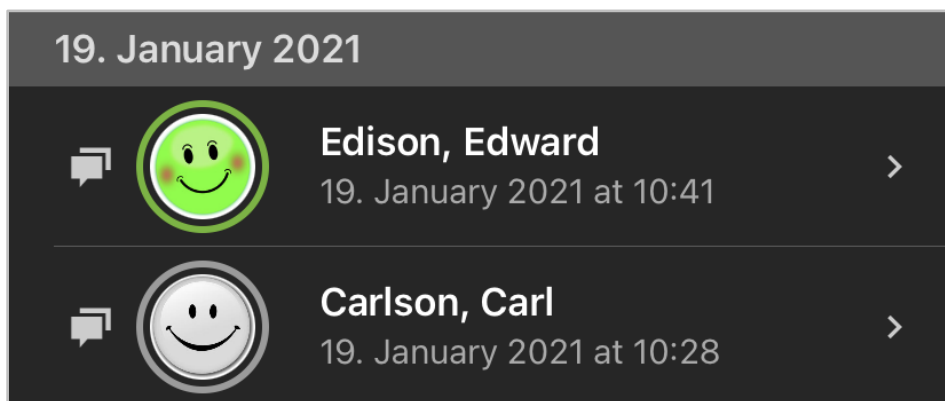 19. January 2021
Edison, Edward
19. January 2021 at 10:41
Carlson, Carl
19. January 2021 at 10:28